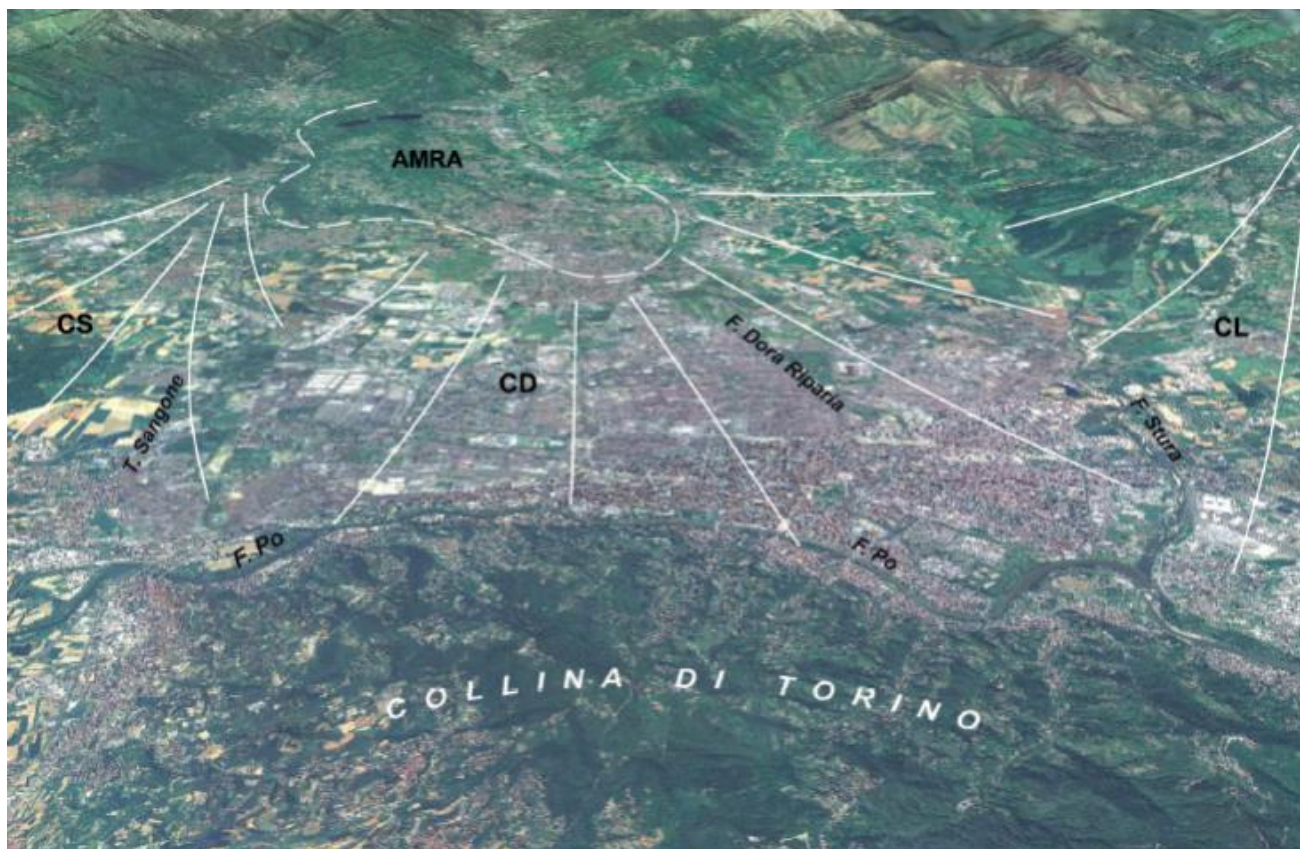 AMRA
CS
CL
F. Dora Riparia
CD
T. Sangone
F. Stura
F. Po
F. Po
COLLINA DI TORINO